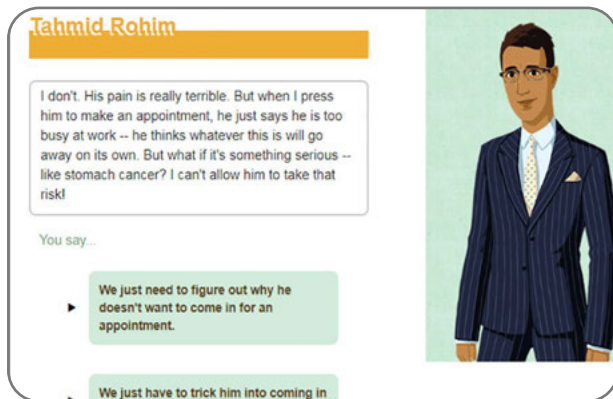 Tahmid Rohim
I don't. His pain is really terrible. But when I press
him to make an appointment, he just says he is too
busy at work -- he thinks whatever this is will go
away on its own. But what if it's something serious --
like stomach cancer? I can't allow him to take that
risk!
You say...
We just need to figure out why he
doesn't want to come in for an
appointment.
We just have to trick him into coming in